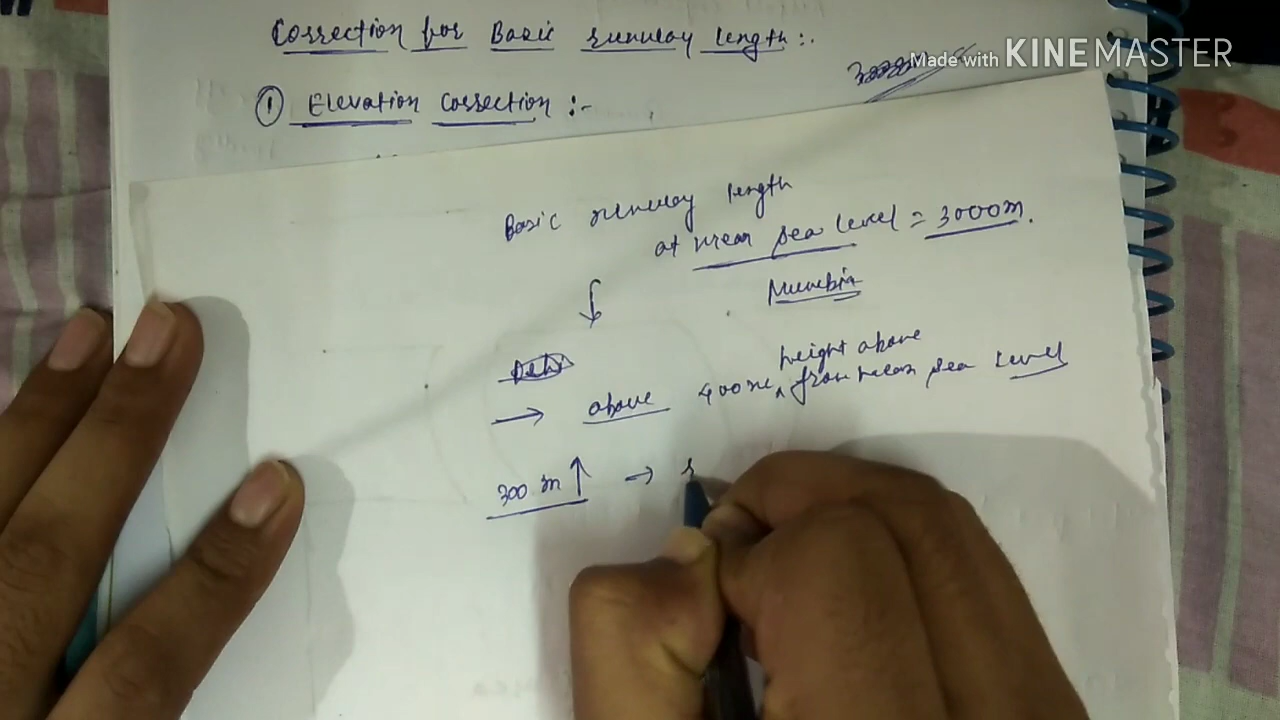 Correction for Basic runway length :-
Made with KINEMASTER
① Elevation Correction :-
Basic runway length
at mean sea level = 3000m.
Mumbai
height above
→ above 400m, from mean sea level
300 m ↑ → r